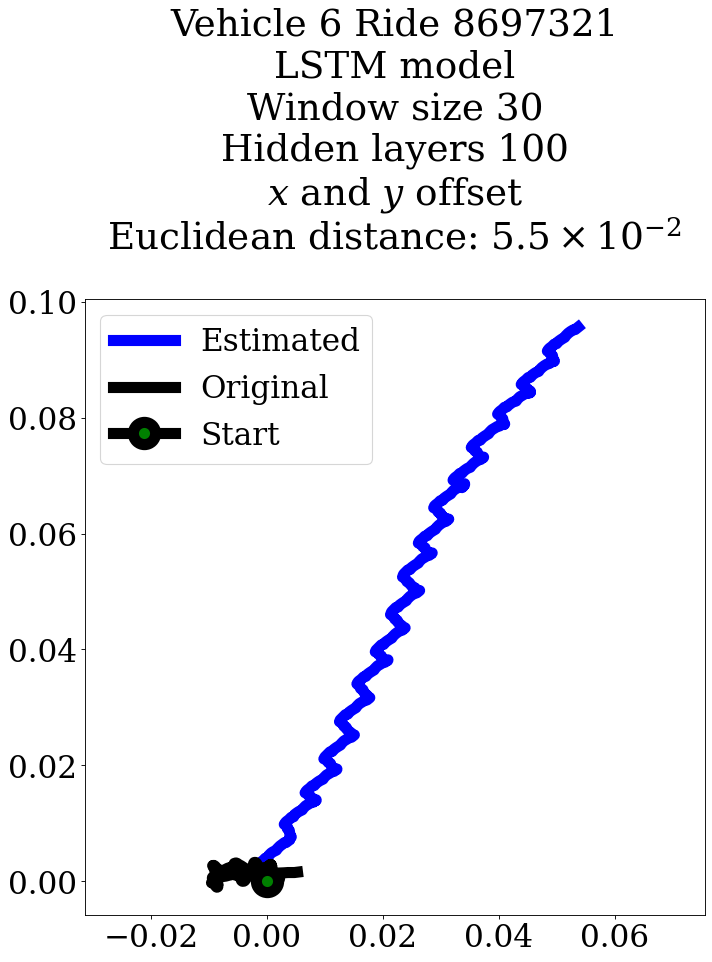 Vehicle 6 Ride 8697321
LSTM model
Window size 30
Hidden layers 100
x and y offset
Euclidean distance: 5.5 × 10⁻²
0.10
0.08
0.06
0.04
0.02
0.00
Estimated
Original
Start
−0.02 0.00 0.02 0.04 0.06